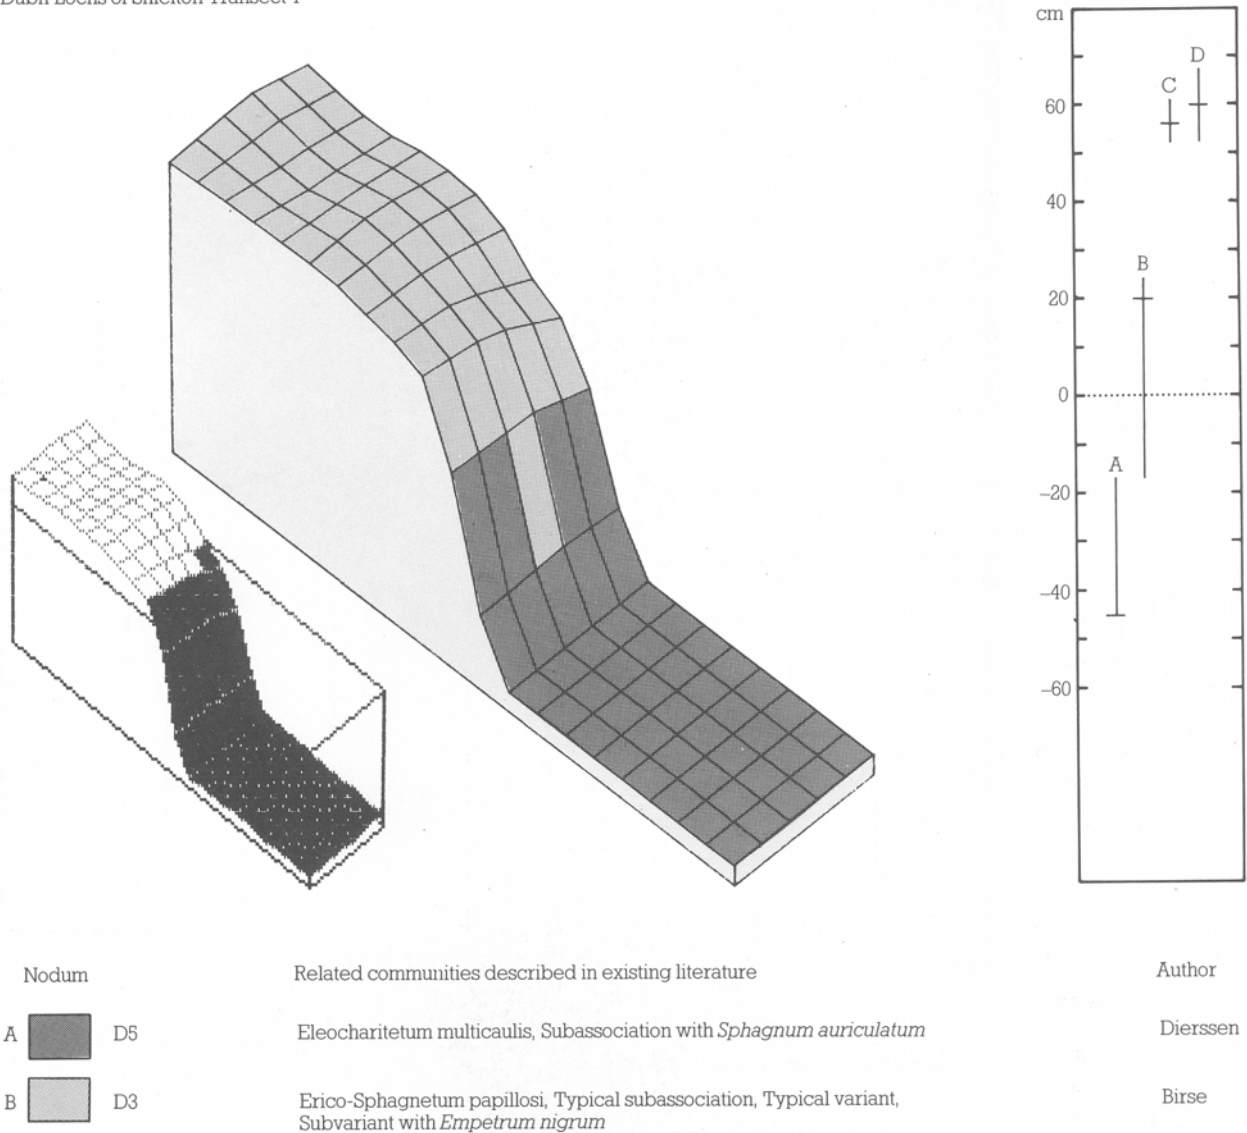 cm
D
C
60
40
B
20
0
A
-20
-40
-60
Nodum
Related communities described in existing literature
Author
A
D5
Eleocharitetum multicaulis, Subassociation with Sphagnum auriculatum
Dierssen
B
D3
Erico-Sphagnetum papillosi, Typical subassociation, Typical variant,
Subvariant with Empetrum nigrum
Birse